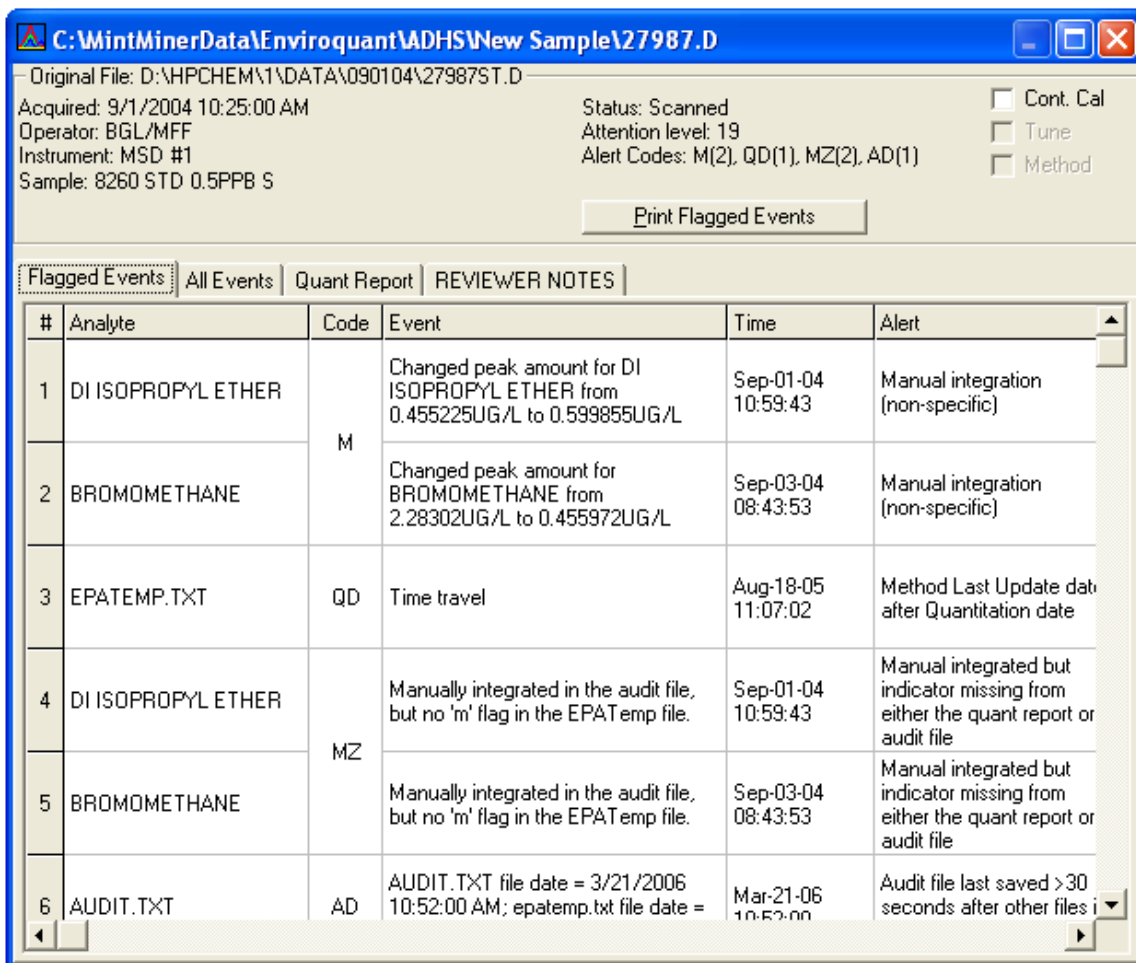 C:\MintMinerData\Enviroquant\ADHS\New Sample\27987.D
Original File: D:\HPCHEM\1\DATA\090104\27987ST.D
Acquired: 9/1/2004 10:25:00 AM
Operator: BGL/MFF
Instrument: MSD #1
Sample: 8260 STD 0.5PPB S
Status: Scanned
Attention level: 19
Alert Codes: M(2), QD(1), MZ(2), AD(1)
Cont. Cal
Tune
Method
Print Flagged Events
Flagged Events All Events Quant Report REVIEWER NOTES
# Analyte Code Event Time Alert
1 DI ISOPROPYL ETHER
M
Changed peak amount for DI
ISOPROPYL ETHER from
0.455225UG/L to 0.599855UG/L
Sep-01-04
10:59:43
Manual integration
(non-specific)
2 BROMOMETHANE
Changed peak amount for
BROMOMETHANE from
2.28302UG/L to 0.455972UG/L
Sep-03-04
08:43:53
Manual integration
(non-specific)
3 EPATEMP.TXT
QD
Time travel
Aug-18-05
11:07:02
Method Last Update date
after Quantitation date
4 DI ISOPROPYL ETHER
MZ
Manually integrated in the audit file,
but no 'm' flag in the EPATemp file.
Sep-01-04
10:59:43
Manual integrated but
indicator missing from
either the quant report or
audit file
5 BROMOMETHANE
Manually integrated in the audit file,
but no 'm' flag in the EPATemp file.
Sep-03-04
08:43:53
Manual integrated but
indicator missing from
either the quant report or
audit file
6 AUDIT.TXT
AD
AUDIT.TXT file date = 3/21/2006
10:52:00 AM; epatemp.txt file date =
Mar-21-06
10:52:00
Audit file last saved >30
seconds after other files i